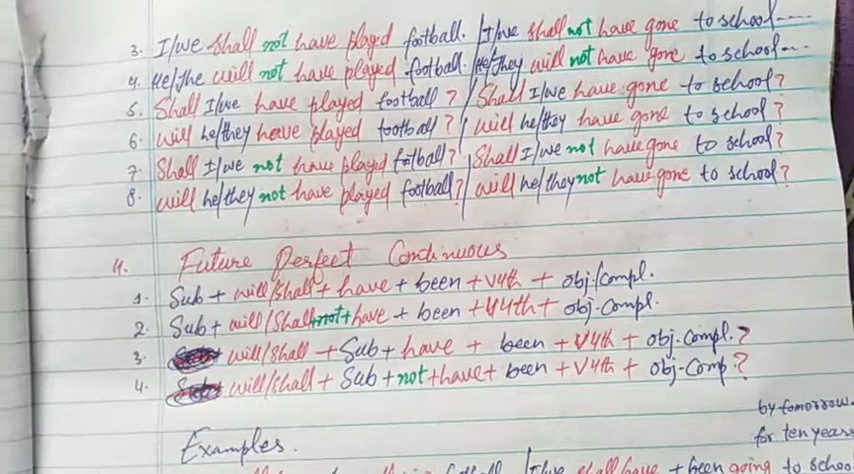 3. I/we shall not have played football. / I/we shall not have gone to school----
4. He/the will not have played football. He/They will not have gone to school--.
5. Shall I/we have played football ? / Shall I/we have gone to school?
6. will he/they have played football ? / will he/they have gone to school?
7. Shall I/we not have played football? / Shall I/we not have gone to school?
8. will he/they not have played football? / will he/they not have gone to school?
4. Future Perfect Continuous
1. Sub + will/shall + have + been + V4th + obj/compl.
2. Sub + will/shall + not + have + been + V4th + obj-Compl.
3. will/shall + Sub + have + been + V4th + obj-Compl.?
4. will/shall + Sub + not + have + been + V4th + obj-Comp?
by tomorrow.
for ten years
Examples.
I/we shall have + been going to school